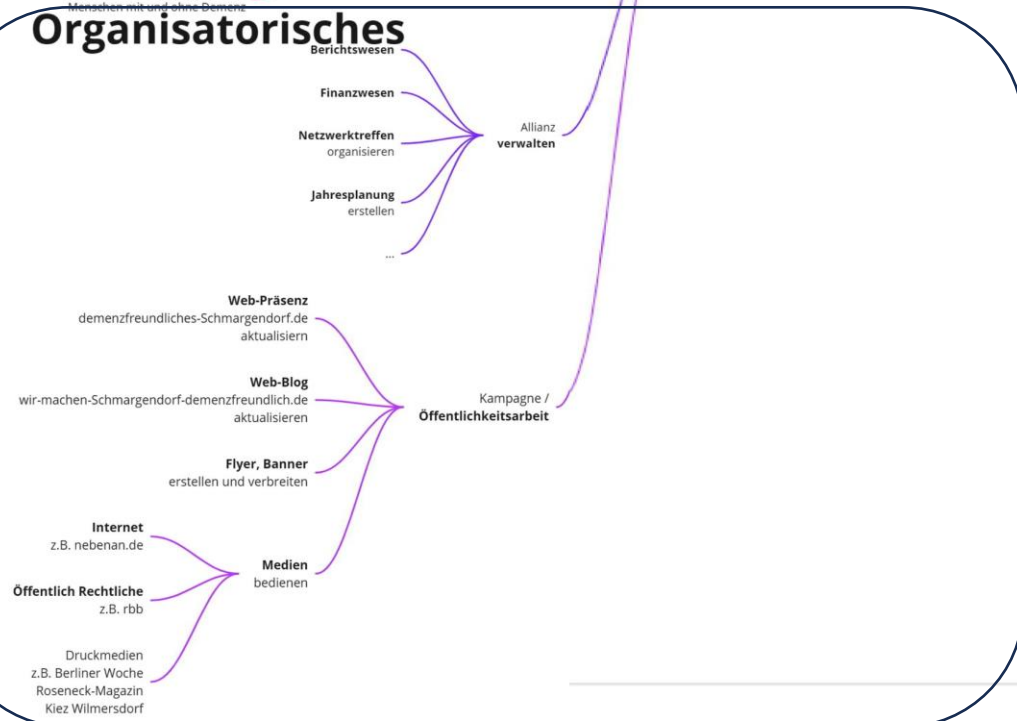 Menschen mit und ohne Demenz
Organisatorisches
Berichtswesen
Finanzwesen
Netzwerktreffen
organisieren
Jahresplanung
erstellen
...
Allianz
verwalten
Web-Präsenz
demenzfreundliches-Schmargendorf.de
aktualisiern
Web-Blog
wir-machen-Schmargendorf-demenzfreundlich.de
aktualisieren
Flyer, Banner
erstellen und verbreiten
Kampagne /
Öffentlichkeitsarbeit
Internet
z.B. nebenan.de
Öffentlich Rechtliche
z.B. rbb
Druckmedien
z.B. Berliner Woche
Roseneck-Magazin
Kiez Wilmersdorf
Medien
bedienen